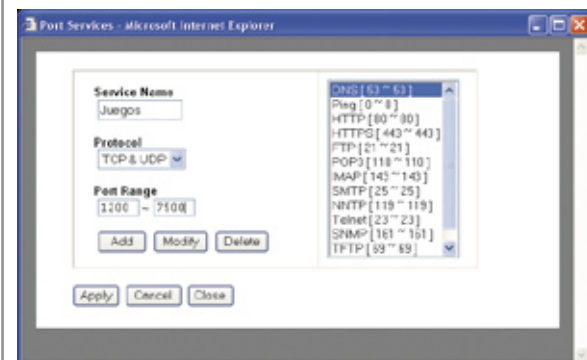 Port Services - Microsoft Internet Explorer
Service Name
Juegos
Protocol
TCP & UDP
Port Range
1200 ~ 7500
Add Modify Delete
DNS [ 53 ~ 53 ]
Ping [ 0 ~ 0 ]
HTTP [ 80 ~ 80 ]
HTTPS [ 443 ~ 443 ]
FTP [ 21 ~ 21 ]
POP3 [ 110 ~ 110 ]
IMAP [ 143 ~ 143 ]
SMTP [ 25 ~ 25 ]
NNTP [ 119 ~ 119 ]
Telnet [ 23 ~ 23 ]
SNMP [ 161 ~ 161 ]
TFTP [ 69 ~ 69 ]
Apply Cancel Close